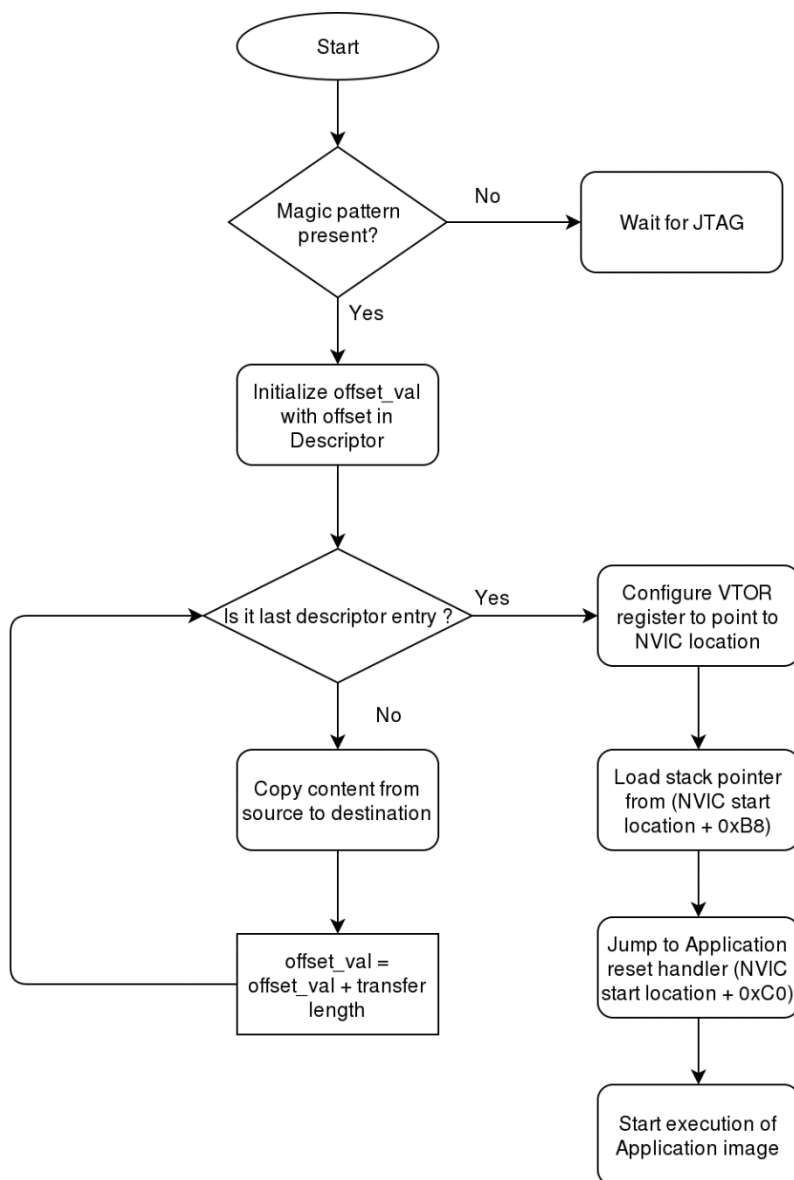 Start
Magic pattern
present?
No
Wait for JTAG
Yes
Initialize offset_val
with offset in
Descriptor
Is it last descriptor entry ?
Yes
Configure VTOR
register to point to
NVIC location
No
Copy content from
source to destination
Load stack pointer
from (NVIC start
location + 0xB8)
offset_val =
offset_val + transfer
length
Jump to Application
reset handler (NVIC
start location + 0xC0)
Start execution of
Application image